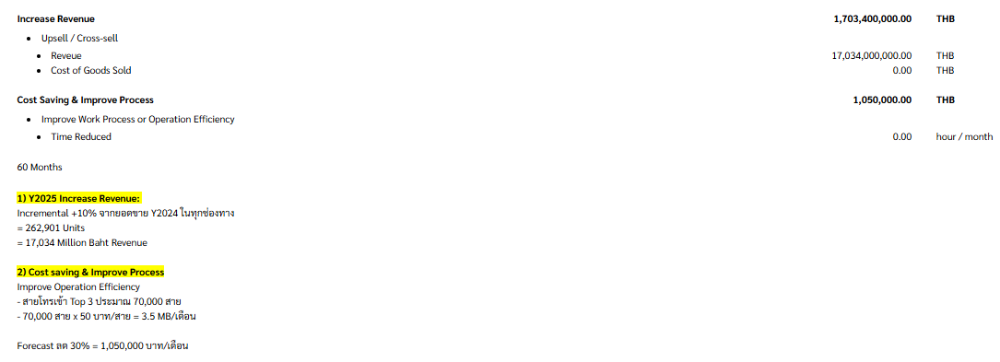 Increase Revenue 1,703,400,000.00 THB
• Upsell / Cross-sell
• Reveue 17,034,000,000.00 THB
• Cost of Goods Sold 0.00 THB
Cost Saving & Improve Process 1,050,000.00 THB
• Improve Work Process or Operation Efficiency
• Time Reduced 0.00 hour / month
60 Months
1) Y2025 Increase Revenue:
Incremental +10% จากยอดขาย Y2024 ในทุกช่องทาง
= 262,901 Units
= 17,034 Million Baht Revenue
2) Cost saving & Improve Process
Improve Operation Efficiency
- สายโทรเข้า Top 3 ประมาณ 70,000 สาย
- 70,000 สาย x 50 บาท/สาย = 3.5 MB/เดือน
Forecast ลด 30% = 1,050,000 บาท/เดือน